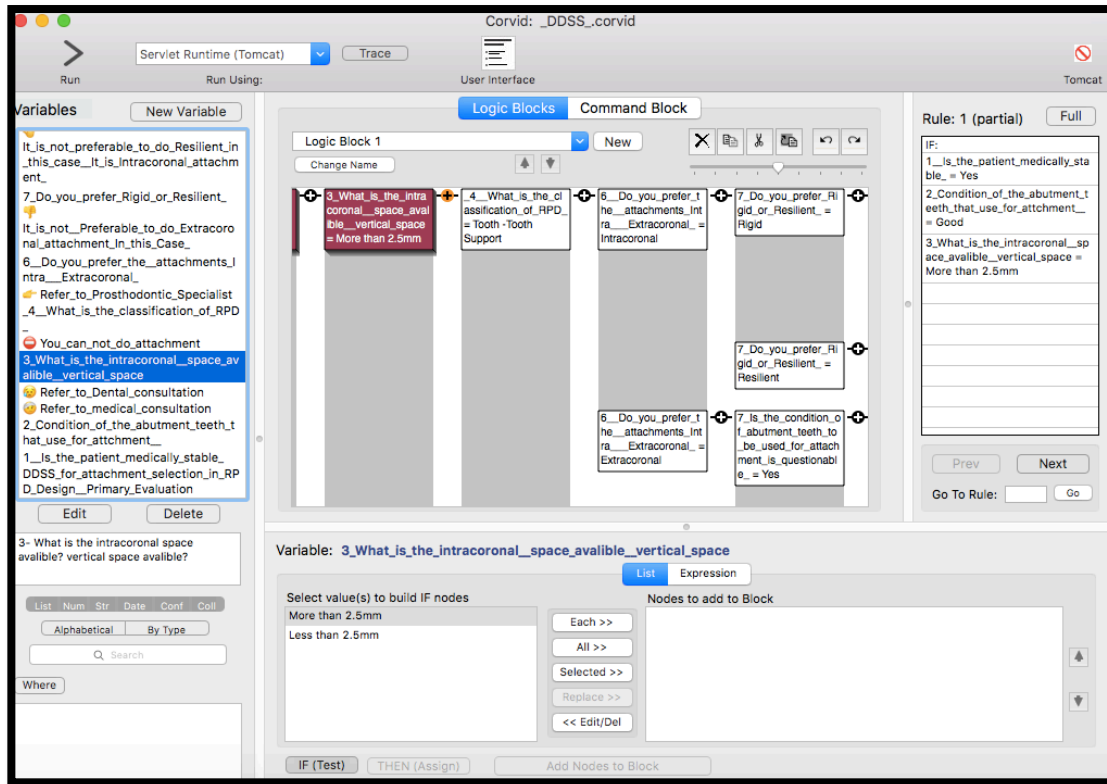 Corvid: _DDSS_.corvid
Servlet Runtime (Tomcat)
Trace
Run
Run Using:
User Interface
Tomcat
Variables
New Variable
It_is_not_preferable_to_do_Resilient_in
_this_case__It_is_Intracoronal_attachm
ent_
7_Do_you_prefer_Rigid_or_Resilient_
It_is_not__Preferable_to_do_Extracoro
nal_attachment_In_this_Case_
6__Do_you_prefer_the__attachments_I
ntra___Extracoronal_
Refer_to_Prosthodontic_Specialist
_4__What_is_the_classification_of_RPD
_
You_can_not_do_attachment
3_What_is_the_intracoronal__space_av
alible__vertical_space
Refer_to_Dental_consultation
Refer_to_medical_consultation
2_Condition_of_the_abutment_teeth_t
hat_use_for_attchment__
1__Is_the_patient_medically_stable_
DDSS_for_attachment_selection_in_RP
D_Design__Primary_Evaluation
Edit
Delete
3- What is the intracoronal space
avalible? vertical space avalible?
List Num Str Date Conf Coll
Alphabetical
By Type
Search
Where
Logic Blocks
Command Block
Logic Block 1
New
Change Name
3_What_is_the_intra
coronal__space_aval
ible__vertical_space
= More than 2.5mm
_4__What_is_the_cl
assification_of_RPD_
= Tooth -Tooth
Support
6__Do_you_prefer_t
he__attachments_Int
ra___Extracoronal_ =
Intracoronal
7_Do_you_prefer_Ri
gid_or_Resilient_ =
Rigid
7_Do_you_prefer_Ri
gid_or_Resilient_ =
Resilient
6__Do_you_prefer_t
he__attachments_Int
ra___Extracoronal_ =
Extracoronal
7_Is_the_condition_o
f_abutment_teeth_to
_be_used_for_attach
ment_is_questionabl
e_ = Yes
Rule: 1 (partial)
Full
IF:
1__Is_the_patient_medically_sta
ble_ = Yes
2_Condition_of_the_abutment_t
eeth_that_use_for_attchment__
= Good
3_What_is_the_intracoronal__sp
ace_avalible__vertical_space =
More than 2.5mm
Prev
Next
Go To Rule:
Go
Variable: 3_What_is_the_intracoronal__space_avalible__vertical_space
List
Expression
Select value(s) to build IF nodes
Nodes to add to Block
More than 2.5mm
Less than 2.5mm
Each >>
All >>
Selected >>
Replace >>
<< Edit/Del
IF (Test)
THEN (Assign)
Add Nodes to Block